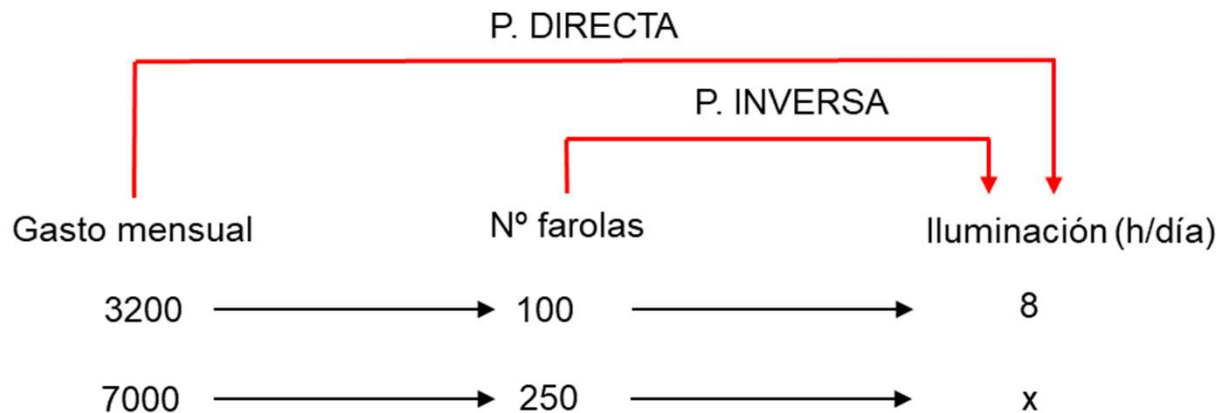 P. DIRECTA
P. INVERSA
Gasto mensual Nº farolas Iluminación (h/día)
3200 100 8
7000 250 x